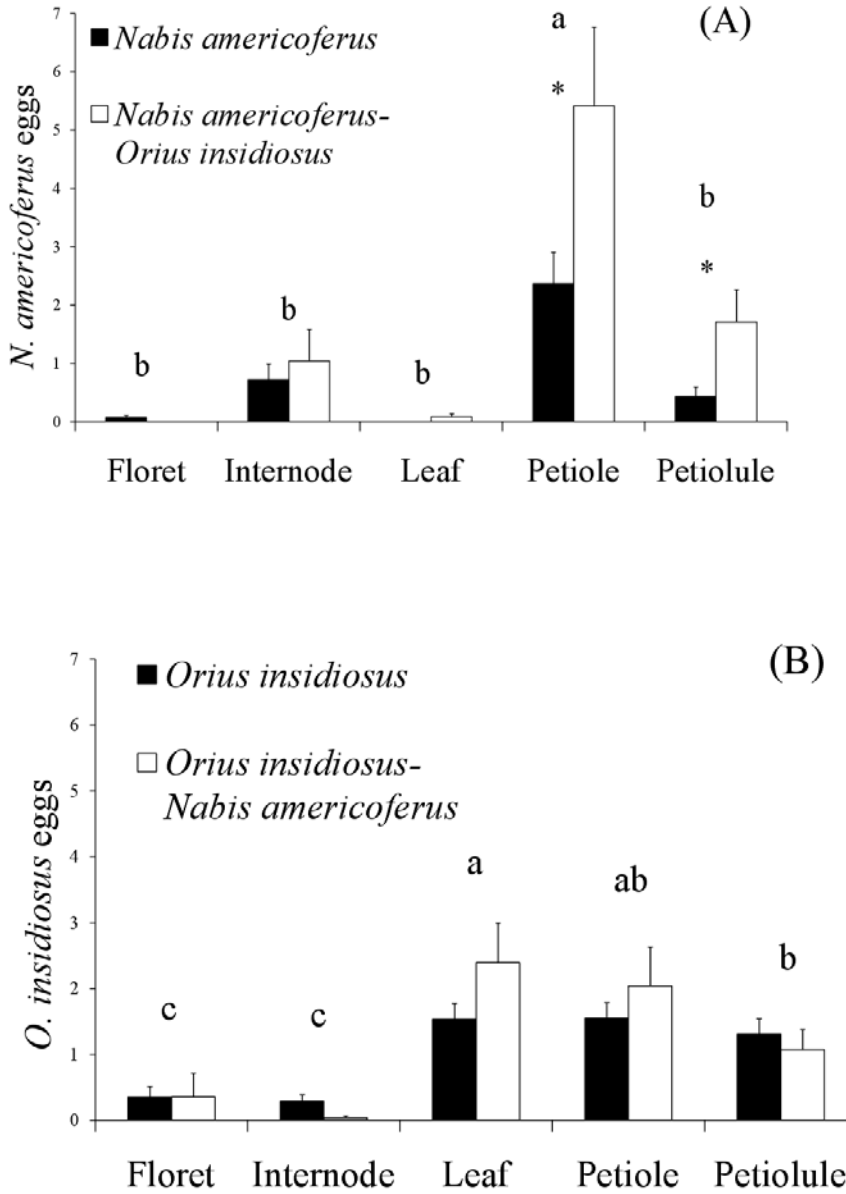 (A)
Nabis americoferus
Nabis americoferus-
Orius insidiosus
N. americoferus eggs
7
6
5
4
3
2
1
0
b
b
b
a
*
b
*
Floret Internode Leaf Petiole Petiolule
(B)
Orius insidiosus
Orius insidiosus-
Nabis americoferus
O. insidiosus eggs
7
6
5
4
3
2
1
0
c
c
a
ab
b
Floret Internode Leaf Petiole Petiolule